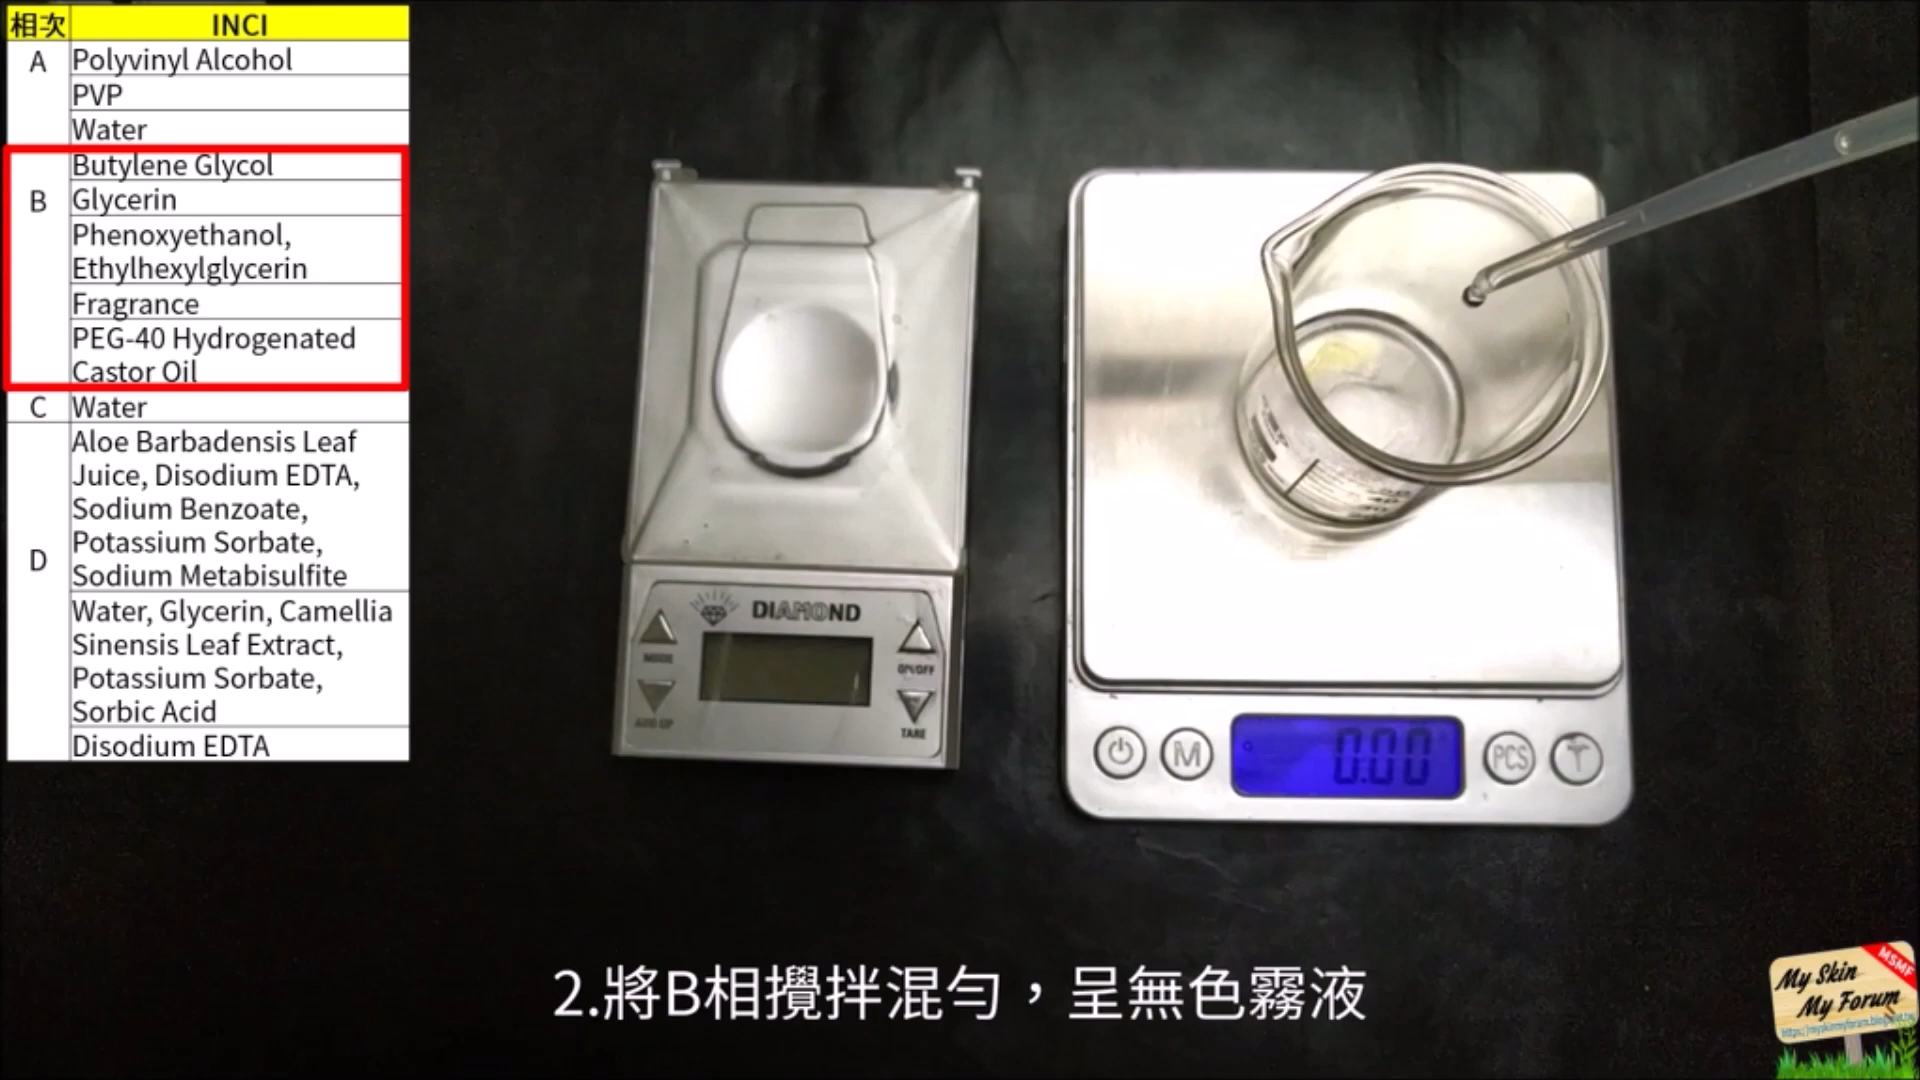 相次 INCI
A Polyvinyl Alcohol
PVP
Water
Butylene Glycol
B Glycerin
Phenoxyethanol,
Ethylhexylglycerin
Fragrance
PEG-40 Hydrogenated
Castor Oil
C Water
Aloe Barbadensis Leaf
Juice, Disodium EDTA,
Sodium Benzoate,
Potassium Sorbate,
D Sodium Metabisulfite
Water, Glycerin, Camellia
Sinensis Leaf Extract,
Potassium Sorbate,
Sorbic Acid
Disodium EDTA
DIAMOND
MODE
ON/OFF
TARE
0.00
M
PCS
T
2.將B相攪拌混勻，呈無色霧液
MSMF
My Skin
My Forum